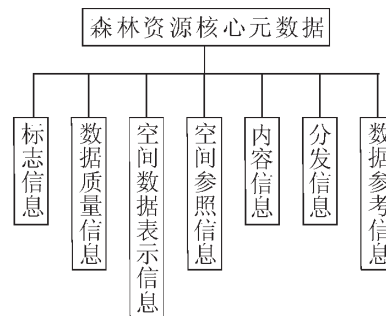 森林资源核心元数据
标志信息
数据质量信息
空间数据表示信息
空间参照信息
内容信息
分发信息
数据参考信息